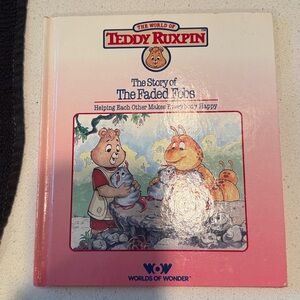 THE WORLD OF
TEDDY RUXPIN
The Story of
The Faded Fobs
Helping Each Other Makes Everybody Happy
WOW
WORLDS OF WONDER